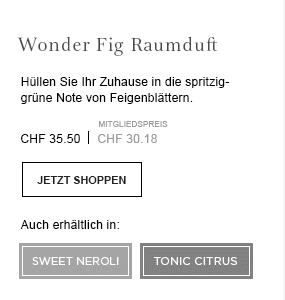 Wonder Fig Raumduft
Hüllen Sie Ihr Zuhause in die spritzig-
grüne Note von Feigenblättern.
MITGLIEDSPREIS
CHF 35.50 | CHF 30.18
JETZT SHOPPEN
Auch erhältlich in:
SWEET NEROLI
TONIC CITRUS